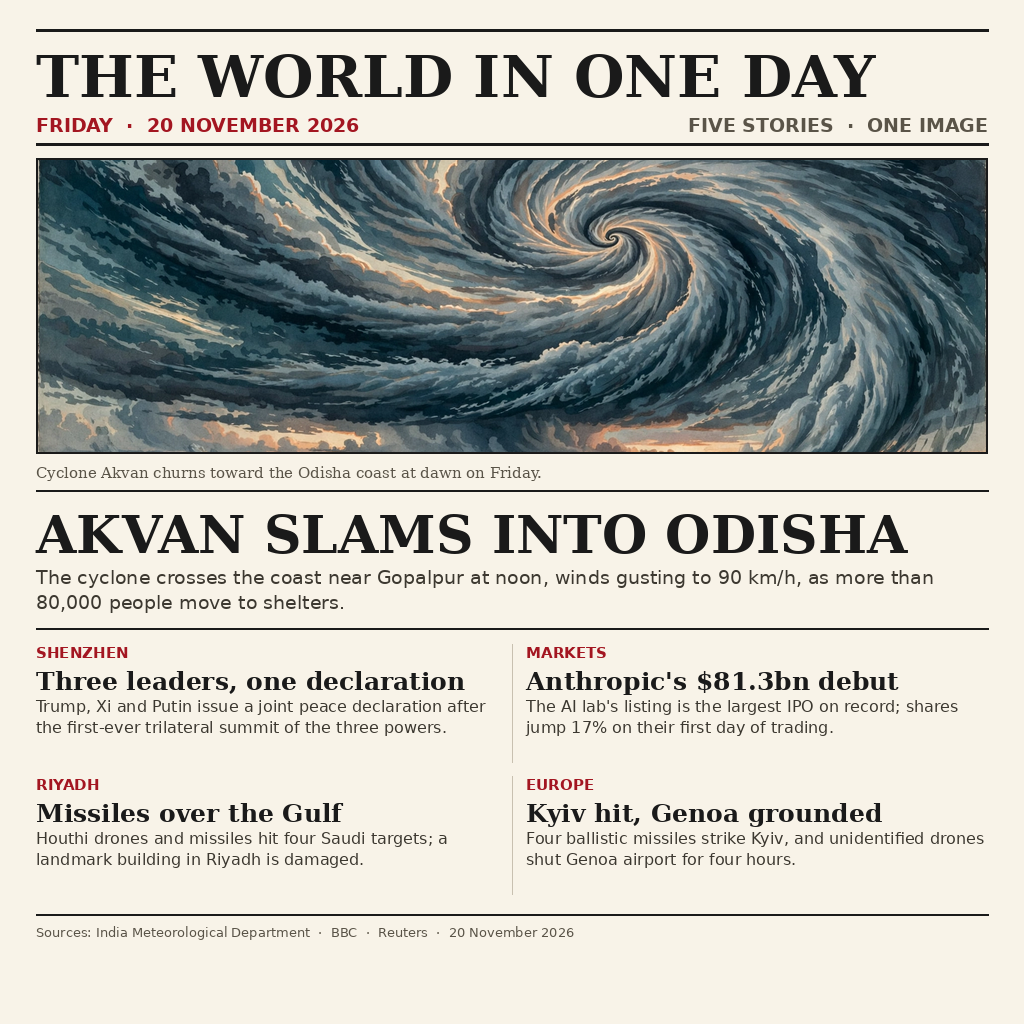 THE WORLD IN ONE DAY
FRIDAY · 20 NOVEMBER 2026
FIVE STORIES · ONE IMAGE
Cyclone Akvan churns toward the Odisha coast at dawn on Friday.
AKVAN SLAMS INTO ODISHA
The cyclone crosses the coast near Gopalpur at noon, winds gusting to 90 km/h, as more than
80,000 people move to shelters.
SHENZHEN
Three leaders, one declaration
Trump, Xi and Putin issue a joint peace declaration after
the first-ever trilateral summit of the three powers.
MARKETS
Anthropic's $81.3bn debut
The AI lab's listing is the largest IPO on record; shares
jump 17% on their first day of trading.
RIYADH
Missiles over the Gulf
Houthi drones and missiles hit four Saudi targets; a
landmark building in Riyadh is damaged.
EUROPE
Kyiv hit, Genoa grounded
Four ballistic missiles strike Kyiv, and unidentified drones
shut Genoa airport for four hours.
Sources: India Meteorological Department · BBC · Reuters · 20 November 2026